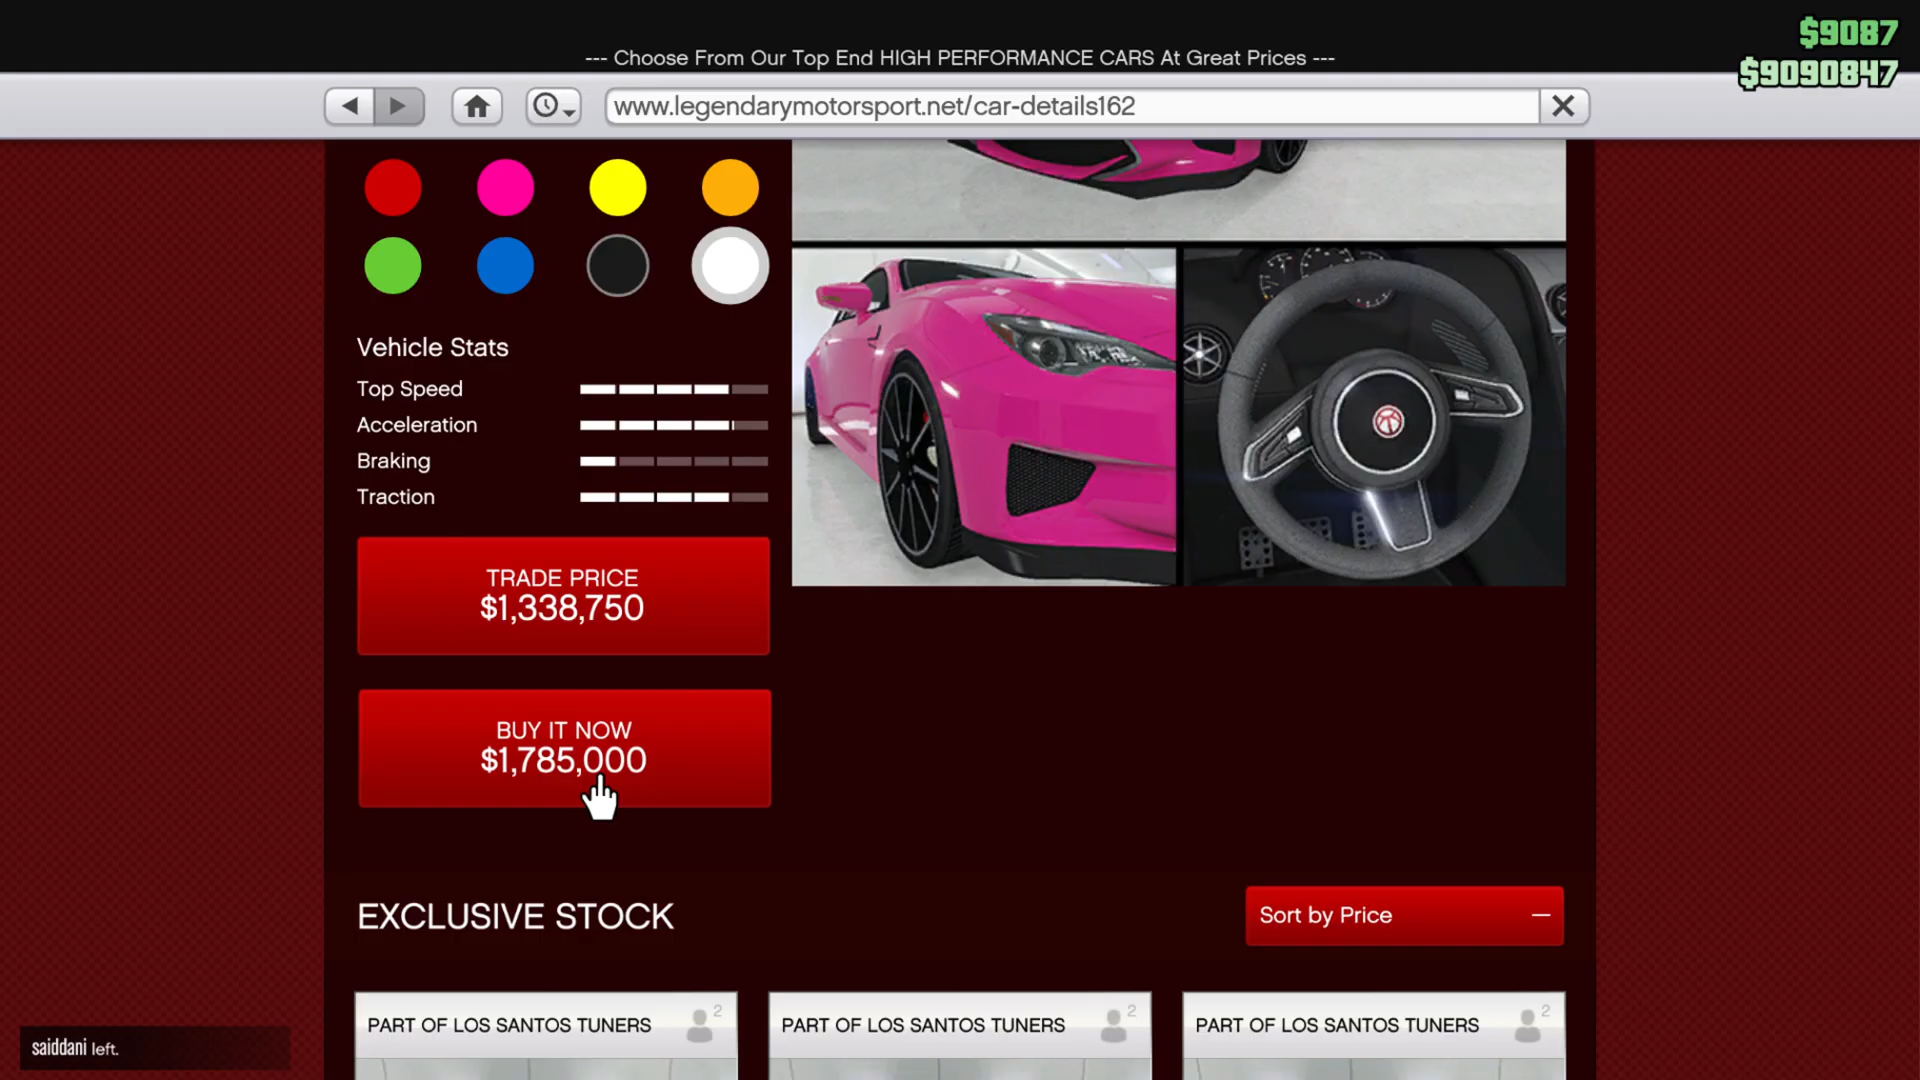 $9087
--- Choose From Our Top End HIGH PERFORMANCE CARS At Great Prices ---
$9090847
www.legendarymotorsport.net/car-details162
Vehicle Stats
Top Speed
Acceleration
Braking
Traction
TRADE PRICE
$1,338,750
BUY IT NOW
$1,785,000
EXCLUSIVE STOCK
Sort by Price
PART OF LOS SANTOS TUNERS
2
PART OF LOS SANTOS TUNERS
2
PART OF LOS SANTOS TUNERS
2
saiddani left.